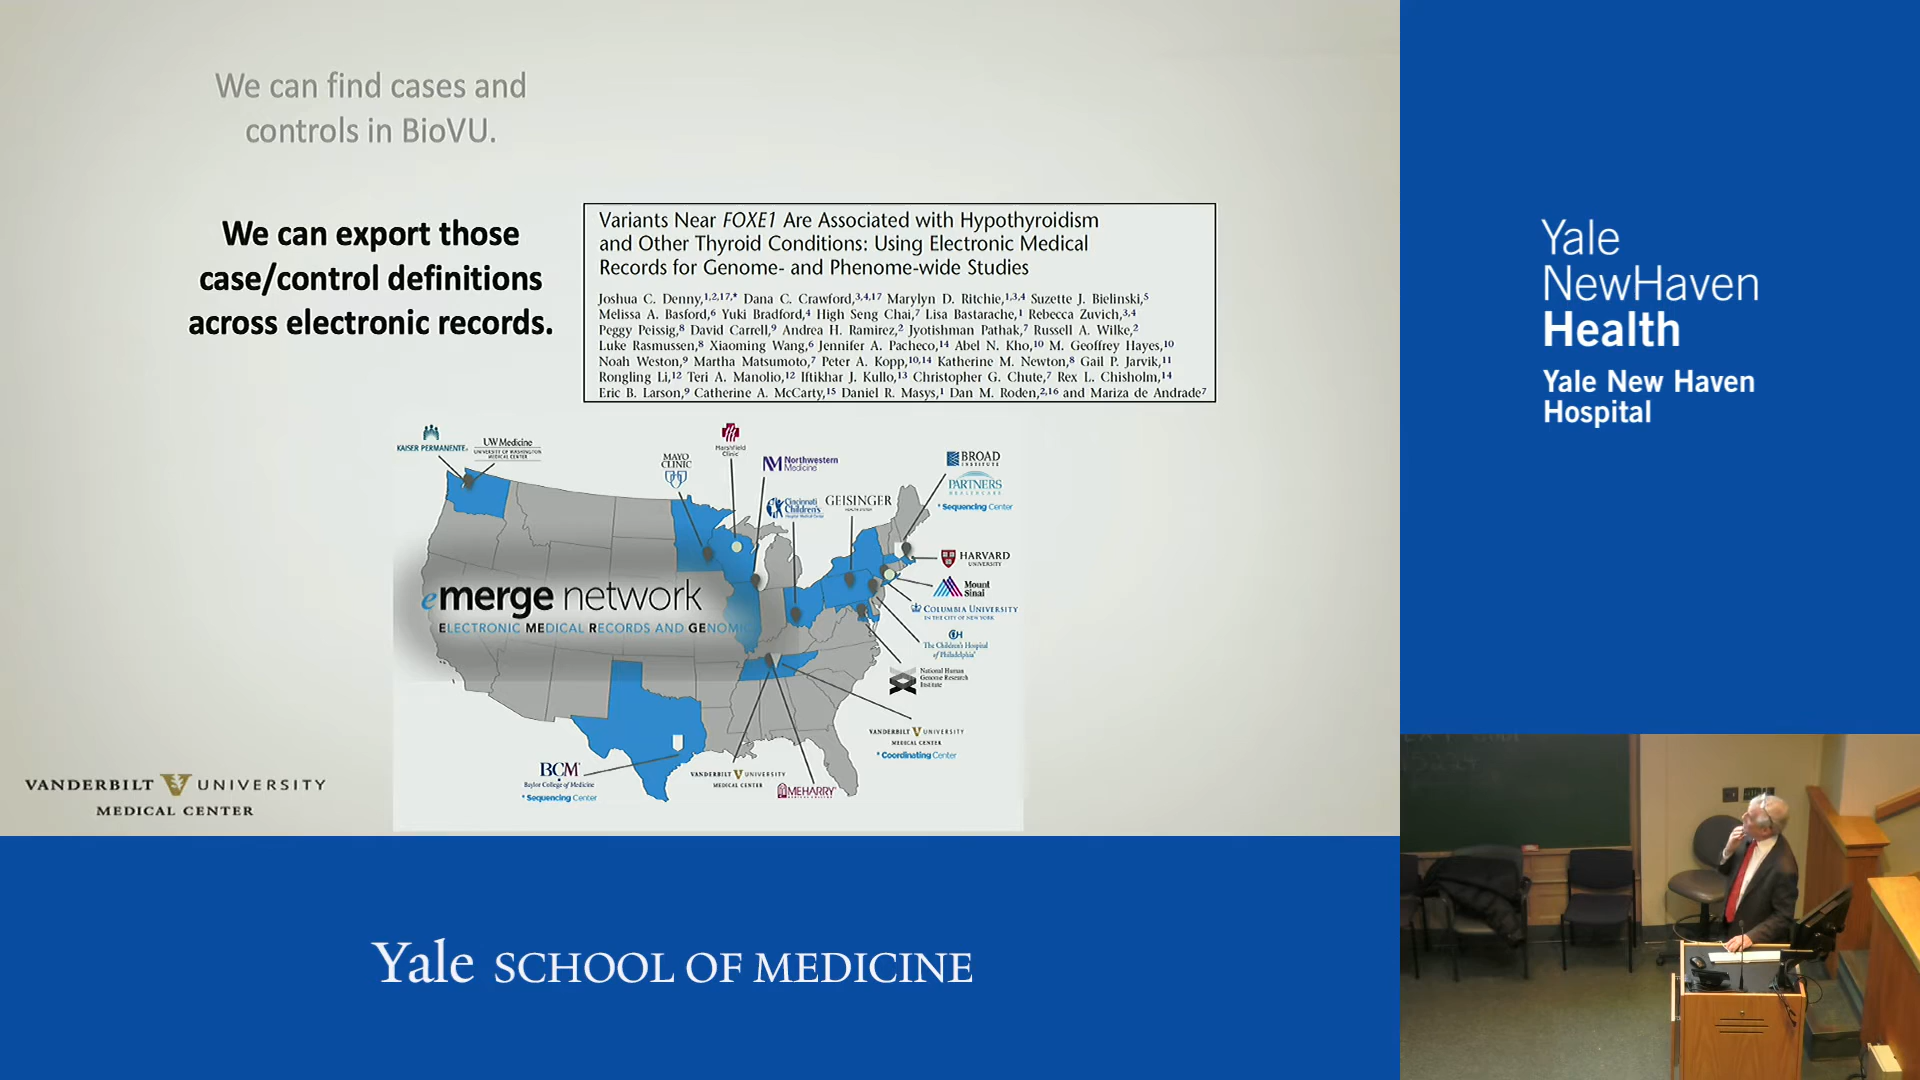 We can find cases and
controls in BioVU.
We can export those
case/control definitions
across electronic records.
Variants Near FOXE1 Are Associated with Hypothyroidism
and Other Thyroid Conditions: Using Electronic Medical
Records for Genome- and Phenome-wide Studies
Joshua C. Denny,1,2,17,* Dana C. Crawford,3,4,17 Marylyn D. Ritchie,1,3,4 Suzette J. Bielinski,5
Melissa A. Basford,6 Yuki Bradford,4 High Seng Chai,7 Lisa Bastarache,1 Rebecca Zuvich,3,4
Peggy Peissig,8 David Carrell,9 Andrea H. Ramirez,2 Jyotishman Pathak,7 Russell A. Wilke,2
Luke Rasmussen,8 Xiaoming Wang,6 Jennifer A. Pacheco,14 Abel N. Kho,10 M. Geoffrey Hayes,10
Noah Weston,9 Martha Matsumoto,7 Peter A. Kopp,10,14 Katherine M. Newton,8 Gail P. Jarvik,11
Rongling Li,12 Teri A. Manolio,12 Iftikhar J. Kullo,13 Christopher G. Chute,7 Rex L. Chisholm,14
Eric B. Larson,9 Catherine A. McCarty,15 Daniel R. Masys,1 Dan M. Roden,2,16 and Mariza de Andrade7
KAISER PERMANENTE
UW Medicine
UNIVERSITY OF WASHINGTON
MEDICAL CENTER
MAYO
CLINIC
Marshfield
Clinic
Northwestern
Medicine
Cincinnati
Children's
GEISINGER
HEALTH SYSTEM
BROAD
INSTITUTE
PARTNERS
HEALTHCARE
* Sequencing Center
HARVARD
UNIVERSITY
Mount
Sinai
COLUMBIA UNIVERSITY
IN THE CITY OF NEW YORK
The Children's Hospital
of Philadelphia
National Human
Genome Research
Institute
emerge network
ELECTRONIC MEDICAL RECORDS AND GENOMIC
VANDERBILT V UNIVERSITY
MEDICAL CENTER
* Coordinating Center
BCM
Baylor College of Medicine
* Sequencing Center
VANDERBILT V UNIVERSITY
MEDICAL CENTER
MEHARRY
VANDERBILT V UNIVERSITY
MEDICAL CENTER
Yale
NewHaven
Health
Yale New Haven
Hospital
Yale SCHOOL OF MEDICINE